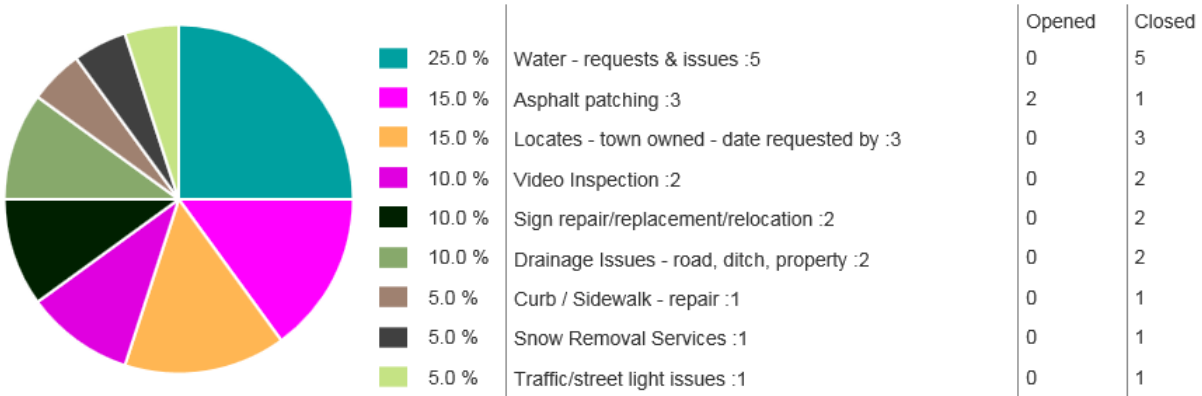 Opened Closed
25.0 % Water - requests & issues :5 0 5
15.0 % Asphalt patching :3 2 1
15.0 % Locates - town owned - date requested by :3 0 3
10.0 % Video Inspection :2 0 2
10.0 % Sign repair/replacement/relocation :2 0 2
10.0 % Drainage Issues - road, ditch, property :2 0 2
5.0 % Curb / Sidewalk - repair :1 0 1
5.0 % Snow Removal Services :1 0 1
5.0 % Traffic/street light issues :1 0 1